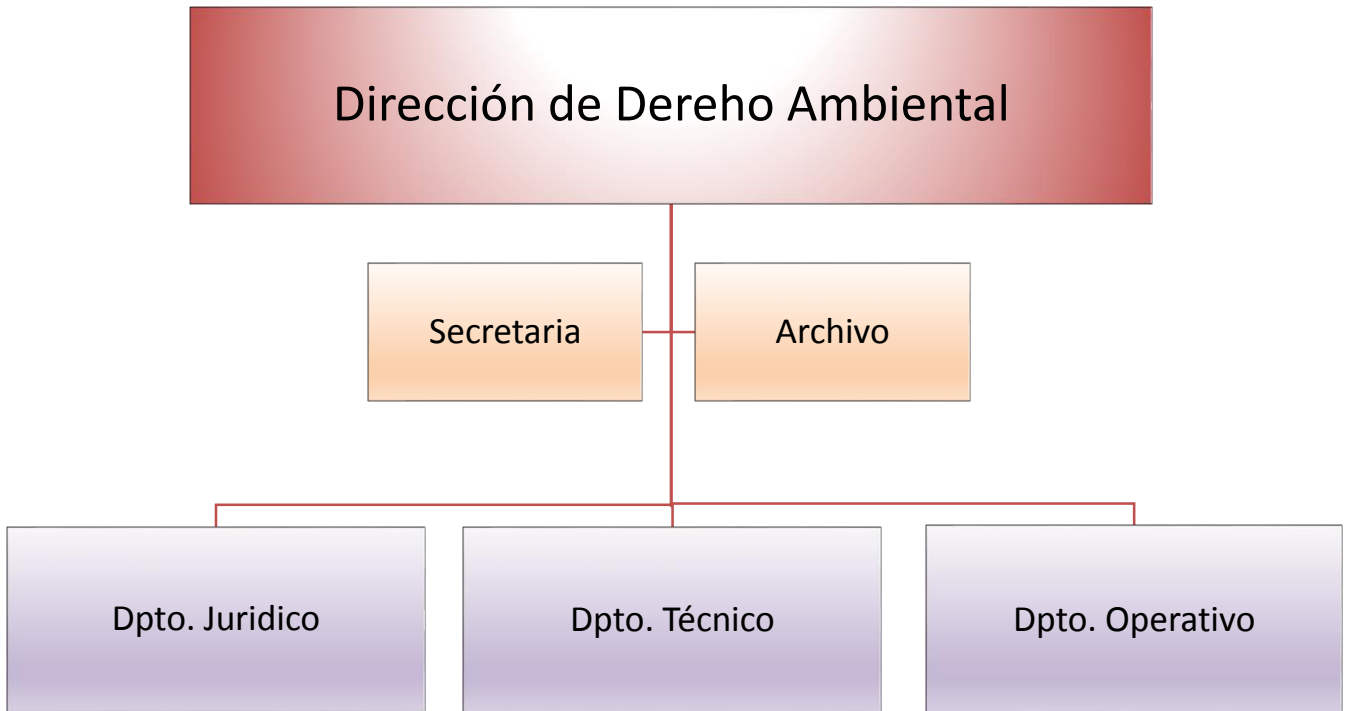 Dirección de Dereho Ambiental
Secretaria
Archivo
Dpto. Juridico
Dpto. Técnico
Dpto. Operativo